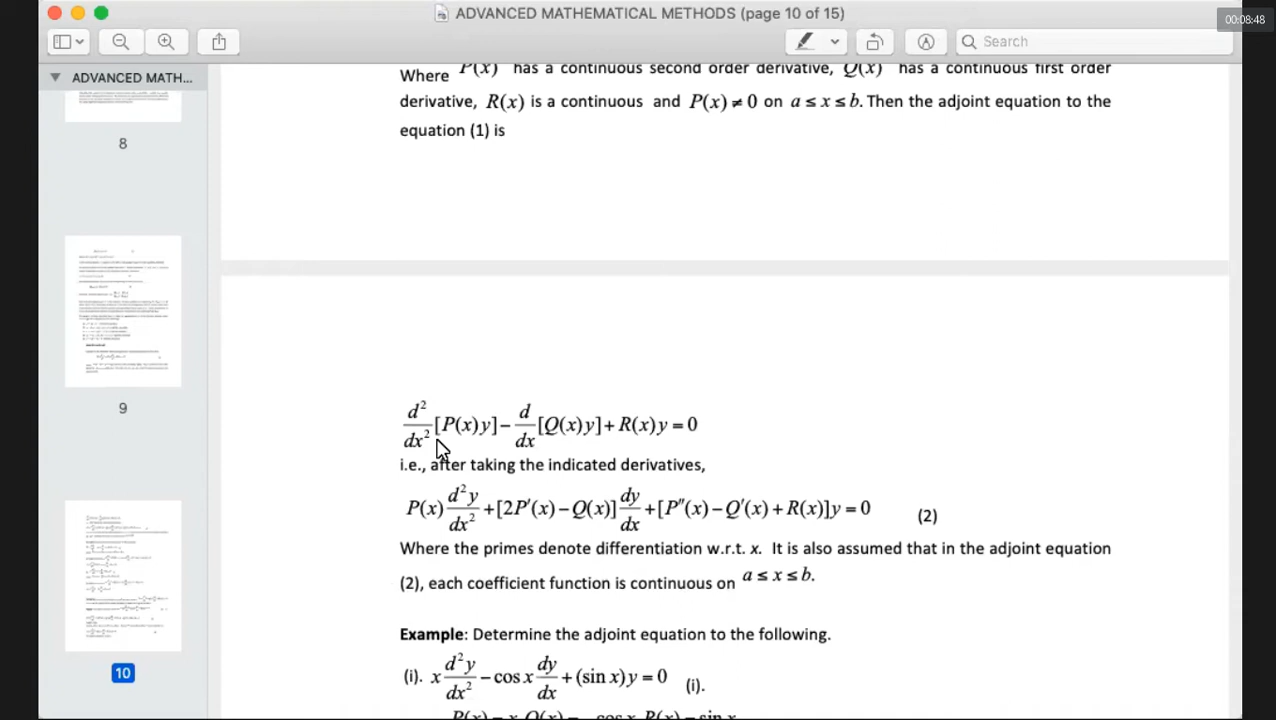 ADVANCED MATHEMATICAL METHODS (page 10 of 15)
00:08:48
Search
ADVANCED MATH...
8
9
10
Where P(x) has a continuous second order derivative, Q(x) has a continuous first order
derivative, R(x) is a continuous and P(x) ≠ 0 on a ≤ x ≤ b. Then the adjoint equation to the
equation (1) is
d²/dx² [P(x)y] − d/dx [Q(x)y] + R(x)y = 0
i.e., after taking the indicated derivatives,
P(x) d²y/dx² + [2P′(x) − Q(x)] dy/dx + [P″(x) − Q′(x) + R(x)]y = 0 (2)
Where the primes denote differentiation w.r.t. x. It is also assumed that in the adjoint equation
(2), each coefficient function is continuous on a ≤ x ≤ b.
Example: Determine the adjoint equation to the following.
(i). x d²y/dx² − cos x dy/dx + (sin x)y = 0 (i).